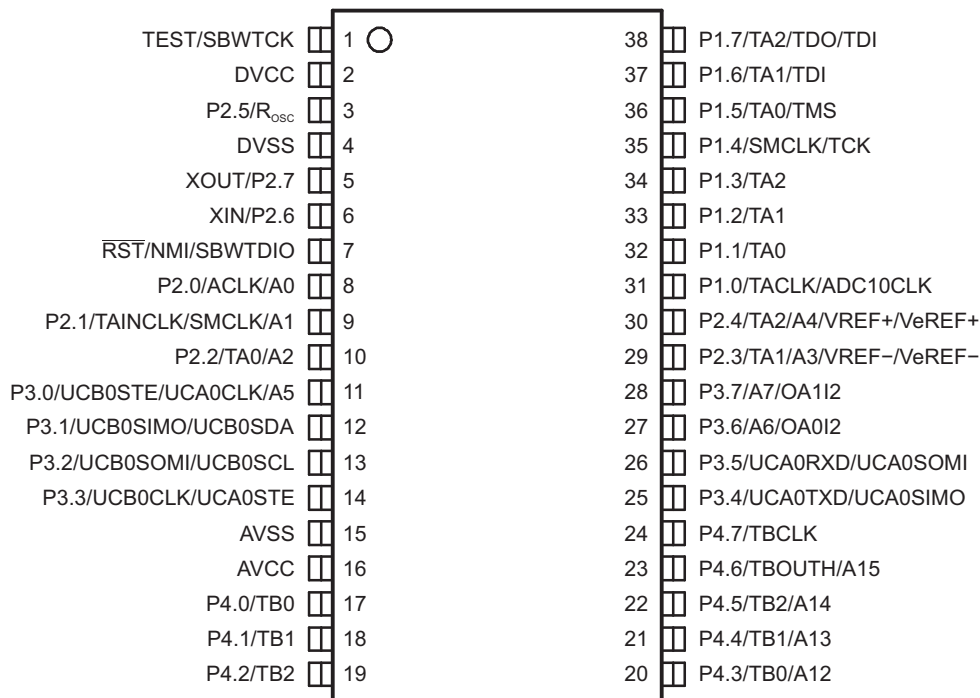 TEST/SBWTCK 1 38 P1.7/TA2/TDO/TDI
DVCC 2 37 P1.6/TA1/TDI
P2.5/ROSC 3 36 P1.5/TA0/TMS
DVSS 4 35 P1.4/SMCLK/TCK
XOUT/P2.7 5 34 P1.3/TA2
XIN/P2.6 6 33 P1.2/TA1
RST/NMI/SBWTDIO 7 32 P1.1/TA0
P2.0/ACLK/A0 8 31 P1.0/TACLK/ADC10CLK
P2.1/TAINCLK/SMCLK/A1 9 30 P2.4/TA2/A4/VREF+/VeREF+
P2.2/TA0/A2 10 29 P2.3/TA1/A3/VREF−/VeREF−
P3.0/UCB0STE/UCA0CLK/A5 11 28 P3.7/A7/OA1I2
P3.1/UCB0SIMO/UCB0SDA 12 27 P3.6/A6/OA0I2
P3.2/UCB0SOMI/UCB0SCL 13 26 P3.5/UCA0RXD/UCA0SOMI
P3.3/UCB0CLK/UCA0STE 14 25 P3.4/UCA0TXD/UCA0SIMO
AVSS 15 24 P4.7/TBCLK
AVCC 16 23 P4.6/TBOUTH/A15
P4.0/TB0 17 22 P4.5/TB2/A14
P4.1/TB1 18 21 P4.4/TB1/A13
P4.2/TB2 19 20 P4.3/TB0/A12